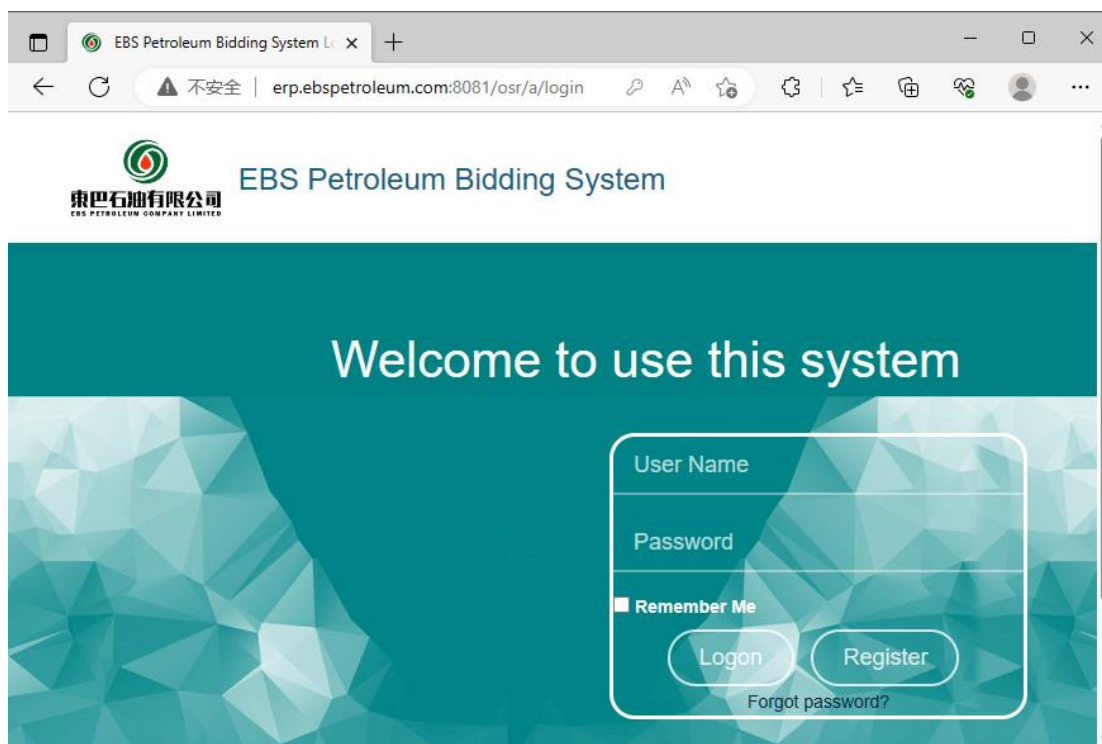 EBS Petroleum Bidding System Lo
不安全 | erp.ebspetroleum.com:8081/osr/a/login
東巴石油有限公司
EBS PETROLEUM COMPANY LIMITED
EBS Petroleum Bidding System
Welcome to use this system
User Name
Password
Remember Me
Logon Register
Forgot password?